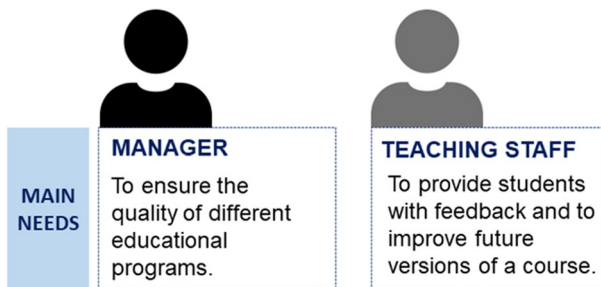 MAIN
NEEDS
MANAGER
To ensure the
quality of different
educational
programs.
TEACHING STAFF
To provide students
with feedback and to
improve future
versions of a course.